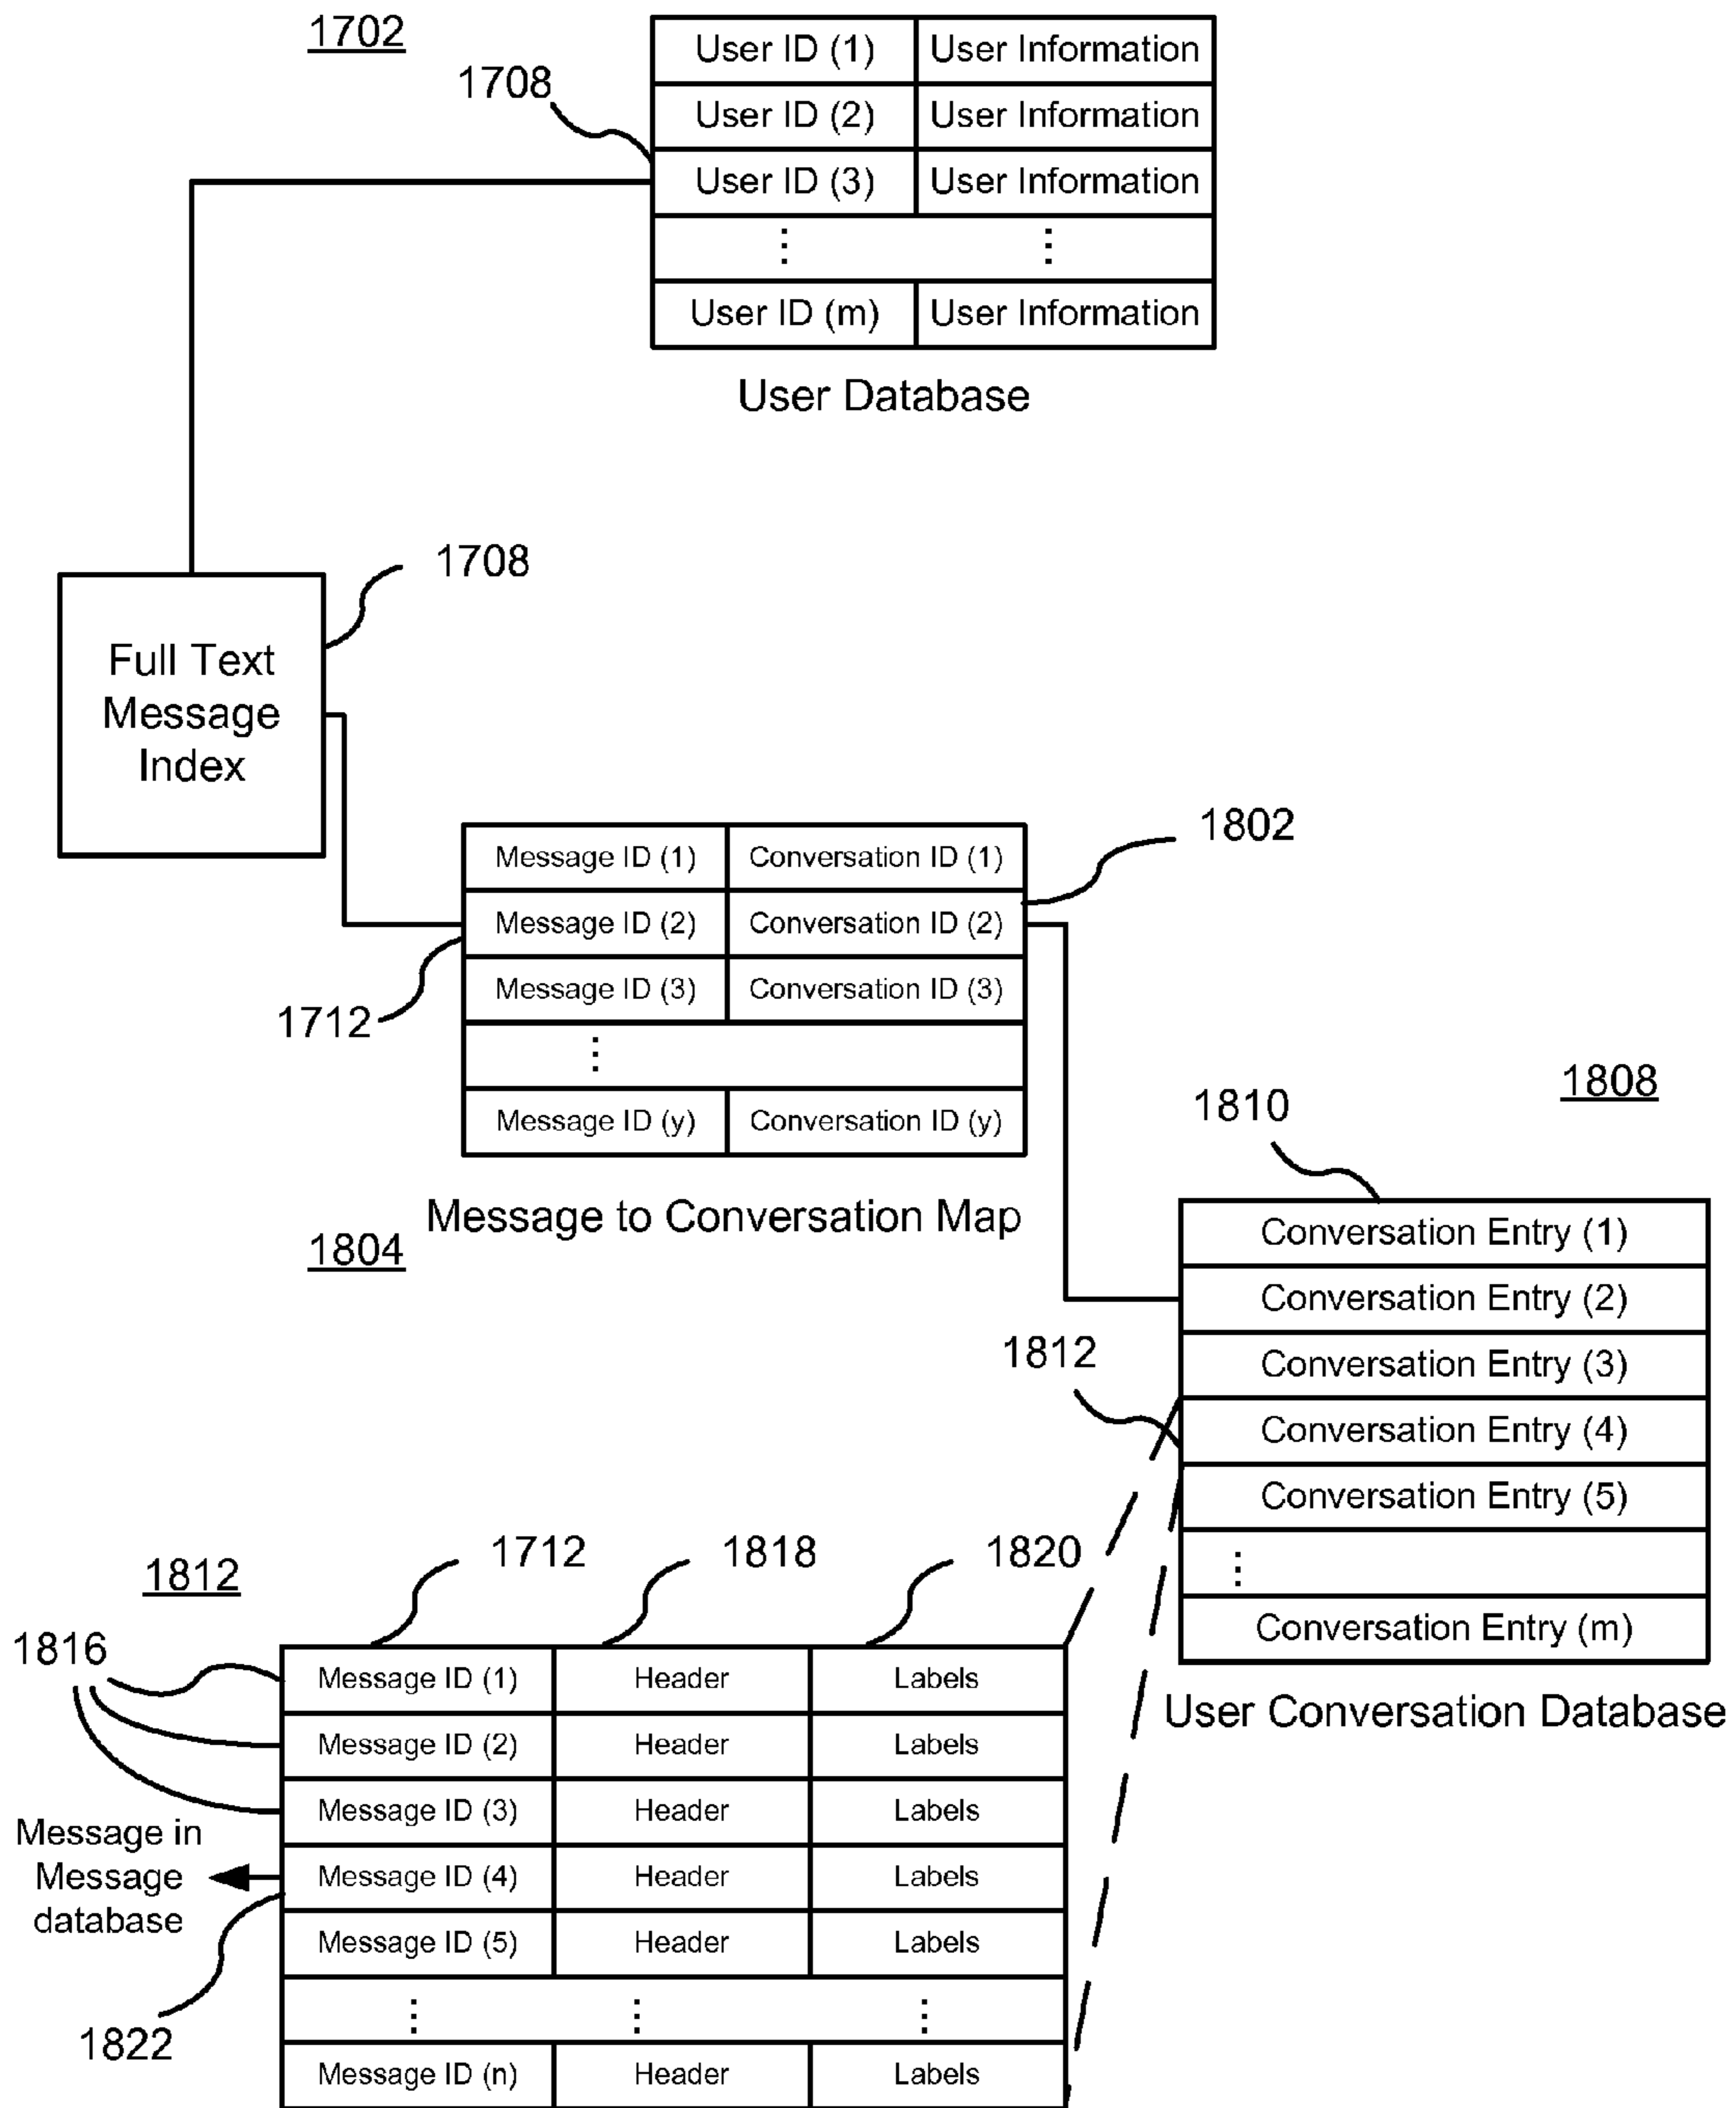 1702
1708
User ID (1) User Information
User ID (2) User Information
User ID (3) User Information
⋮ ⋮
User ID (m) User Information
User Database
1708
Full Text
Message
Index
1802
Message ID (1) Conversation ID (1)
Message ID (2) Conversation ID (2)
Message ID (3) Conversation ID (3)
⋮
Message ID (y) Conversation ID (y)
1712
Message to Conversation Map
1804
1808
1810
Conversation Entry (1)
Conversation Entry (2)
Conversation Entry (3)
Conversation Entry (4)
Conversation Entry (5)
⋮
Conversation Entry (m)
User Conversation Database
1812
1812
1712 1818 1820
1816
Message ID (1) Header Labels
Message ID (2) Header Labels
Message ID (3) Header Labels
Message ID (4) Header Labels
Message ID (5) Header Labels
⋮ ⋮ ⋮
Message ID (n) Header Labels
Message in
Message
database
1822